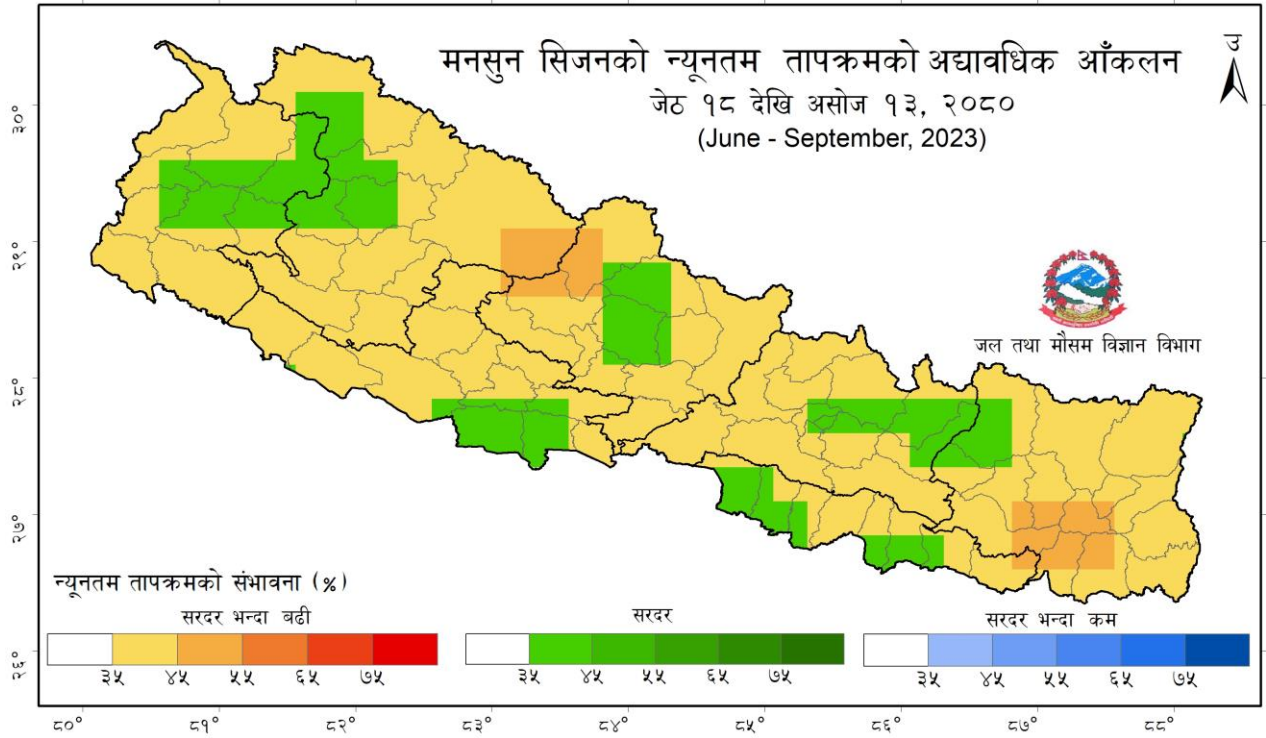 मनसुन सिजनको न्यूनतम तापक्रमको अद्यावधिक आँकलन
जेठ १८ देखि असोज १३, २०८०
(June - September, 2023)
उ
३०°
२९°
२८°
२७°
२६°
जल तथा मौसम विज्ञान विभाग
न्यूनतम तापक्रमको संभावना (%)
सरदर भन्दा बढी
३५ ४५ ५५ ६५ ७५
सरदर
३५ ४५ ५५ ६५ ७५
सरदर भन्दा कम
३५ ४५ ५५ ६५ ७५
८०° ८१° ८२° ८३° ८४° ८५° ८६° ८७° ८८°